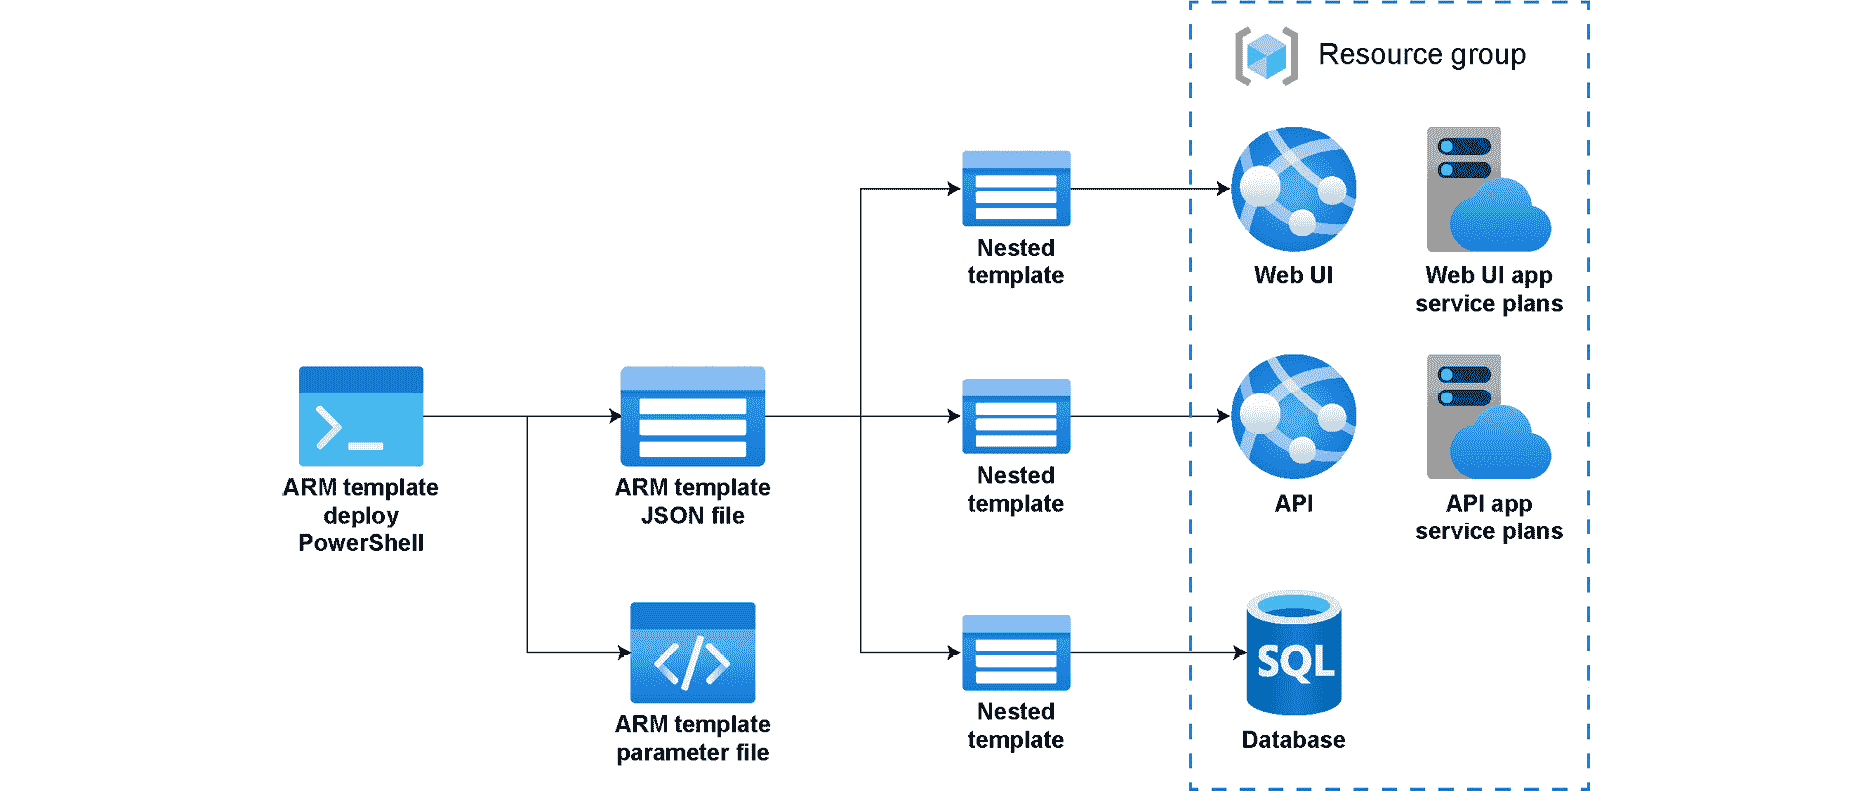 Resource group
Nested
template
Web UI
Web UI app
service plans
ARM template
deploy
PowerShell
ARM template
JSON file
Nested
template
API
API app
service plans
ARM template
parameter file
Nested
template
SQL
Database